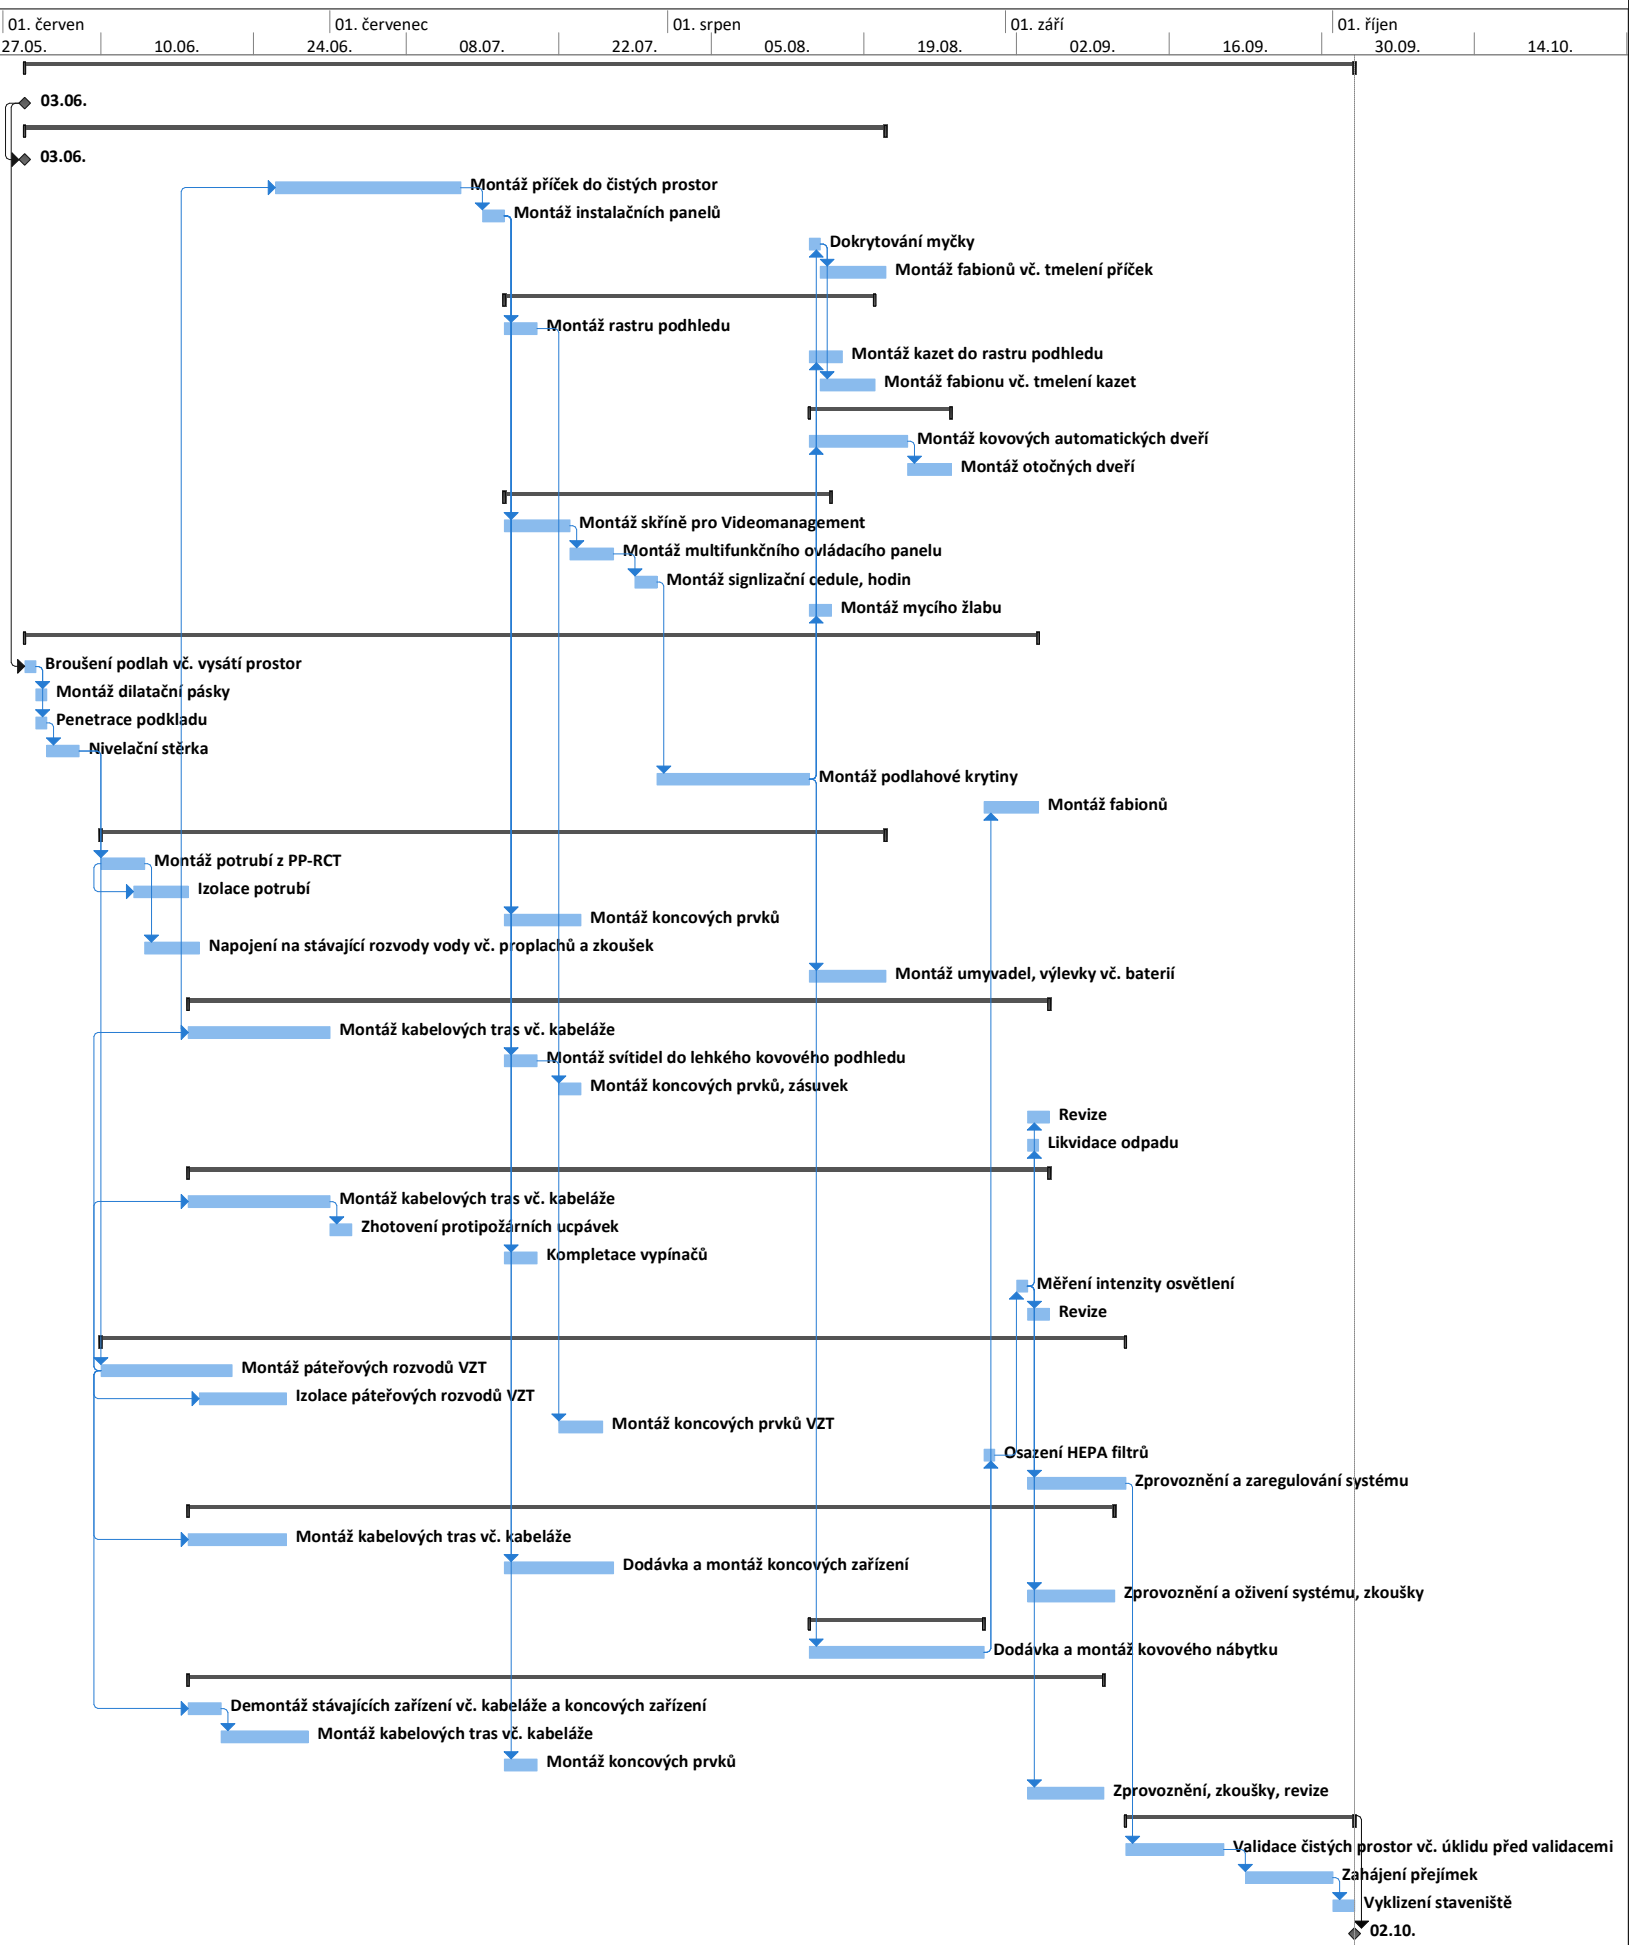 01. červen 01. červenec 01. srpen 01. září 01. říjen
27.05. 10.06. 24.06. 08.07. 22.07. 05.08. 19.08. 02.09. 16.09. 30.09. 14.10.
03.06.
03.06.
Montáž příček do čistých prostor
Montáž instalačních panelů
Dokrytování myčky
Montáž fabionů vč. tmelení příček
Montáž rastru podhledu
Montáž kazet do rastru podhledu
Montáž fabionu vč. tmelení kazet
Montáž kovových automatických dveří
Montáž otočných dveří
Montáž skříně pro Videomanagement
Montáž multifunkčního ovládacího panelu
Montáž signlizační cedule, hodin
Montáž mycího žlabu
Broušení podlah vč. vysátí prostor
Montáž dilatační pásky
Penetrace podkladu
Nivelační stěrka
Montáž podlahové krytiny
Montáž fabionů
Montáž potrubí z PP-RCT
Izolace potrubí
Montáž koncových prvků
Napojení na stávající rozvody vody vč. proplachů a zkoušek
Montáž umyvadel, výlevky vč. baterií
Montáž kabelových tras vč. kabeláže
Montáž svítidel do lehkého kovového podhledu
Montáž koncových prvků, zásuvek
Revize
Likvidace odpadu
Montáž kabelových tras vč. kabeláže
Zhotovení protipožárních ucpávek
Kompletace vypínačů
Měření intenzity osvětlení
Revize
Montáž páteřových rozvodů VZT
Izolace páteřových rozvodů VZT
Montáž koncových prvků VZT
Osazení HEPA filtrů
Zprovoznění a zaregulování systému
Montáž kabelových tras vč. kabeláže
Dodávka a montáž koncových zařízení
Zprovoznění a oživení systému, zkoušky
Dodávka a montáž kovového nábytku
Demontáž stávajících zařízení vč. kabeláže a koncových zařízení
Montáž kabelových tras vč. kabeláže
Montáž koncových prvků
Zprovoznění, zkoušky, revize
Validace čistých prostor vč. úklidu před validacemi
Zahájení přejímek
Vyklizení staveniště
02.10.